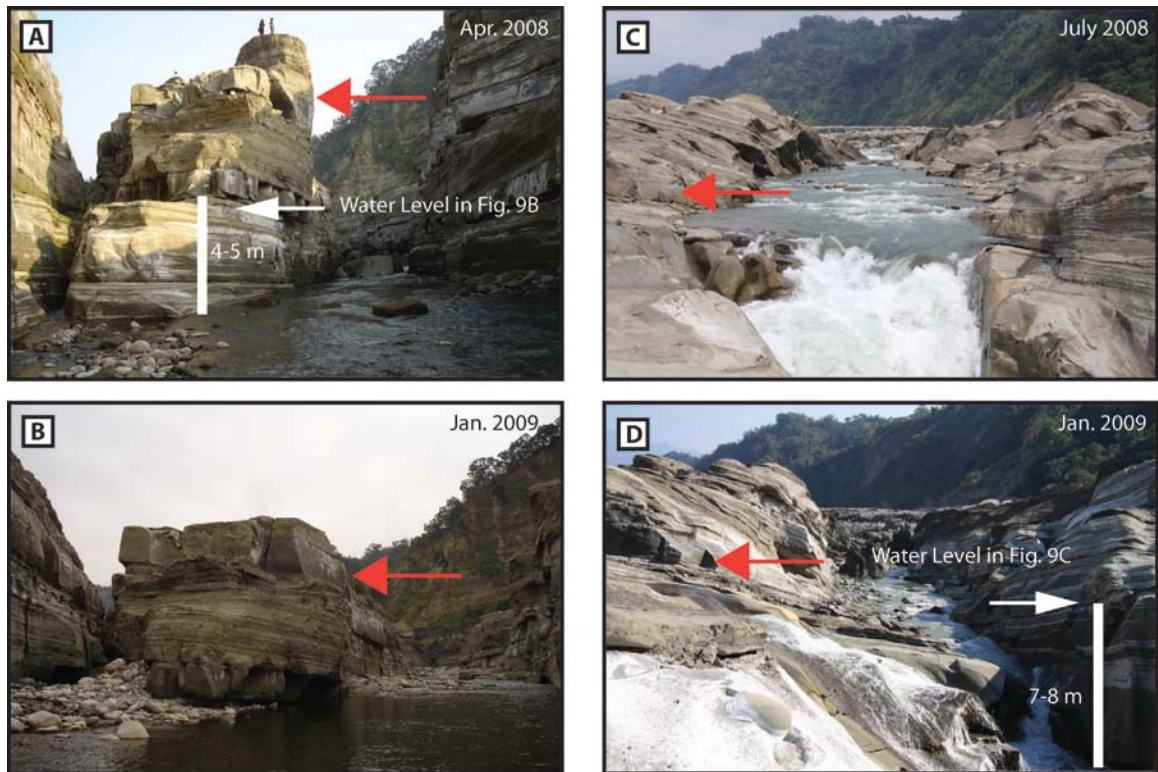 A
Apr. 2008
Water Level in Fig. 9B
4-5 m
B
Jan. 2009
C
July 2008
D
Jan. 2009
Water Level in Fig. 9C
7-8 m